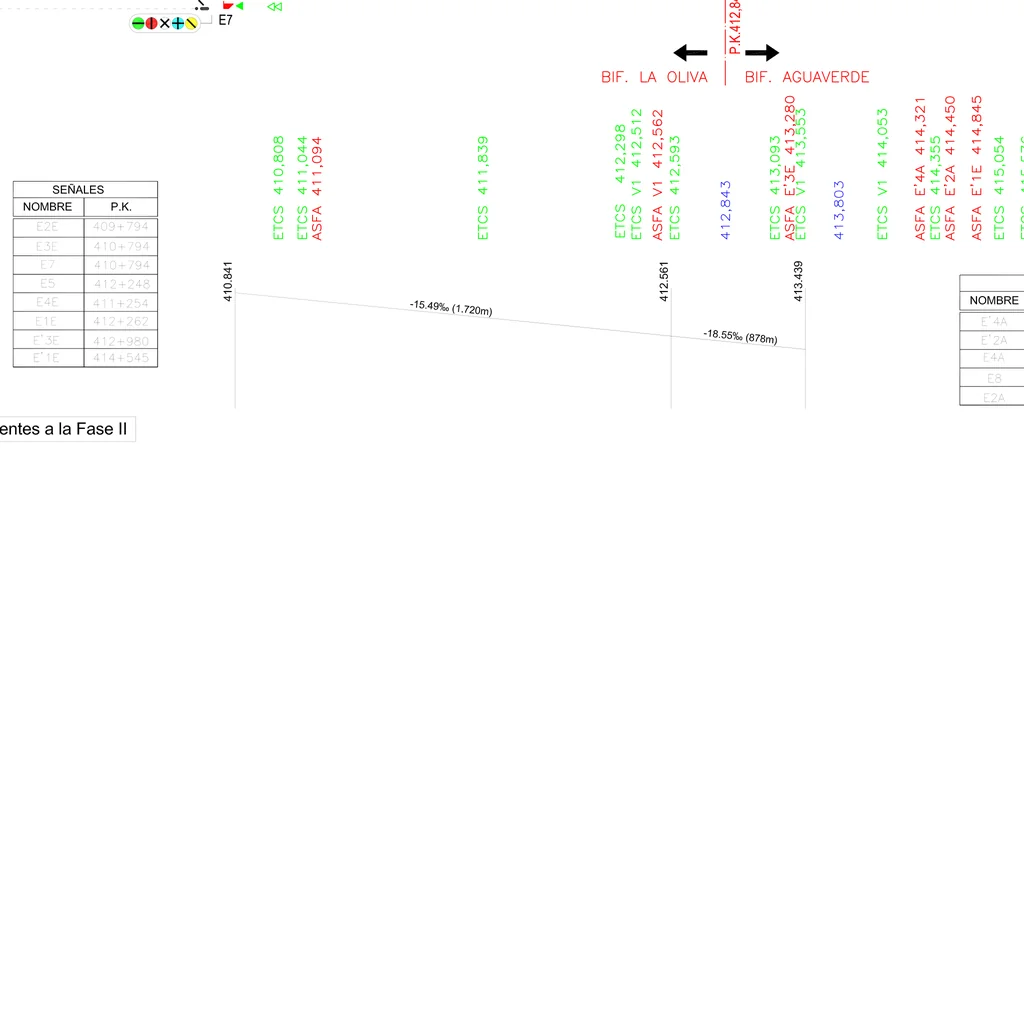 E7
P.K.412,8
BIF. LA OLIVA
BIF. AGUAVERDE
ETCS 410,808
ETCS 411,044
ASFA 411,094
ETCS 411,839
ETCS 412,298
ETCS V1 412,512
ASFA V1 412,562
ETCS 412,593
412,843
ETCS 413,093
ASFA E'3E 413,280
ETCS V1 413,553
413,803
ETCS V1 414,053
ASFA E'4A 414,321
ETCS 414,355
ASFA E'2A 414,450
ASFA E'1E 414,845
ETCS 415,054
SEÑALES
NOMBRE P.K.
E2E 409+794
E3E 410+794
E7 410+794
E5 412+248
E4E 411+254
E1E 412+262
E'3E 412+980
E'1E 414+545
410.841
412.561
413.439
-15.49‰ (1.720m)
-18.55‰ (878m)
NOMBRE
E'4A
E'2A
E4A
E8
E2A
entes a la Fase II